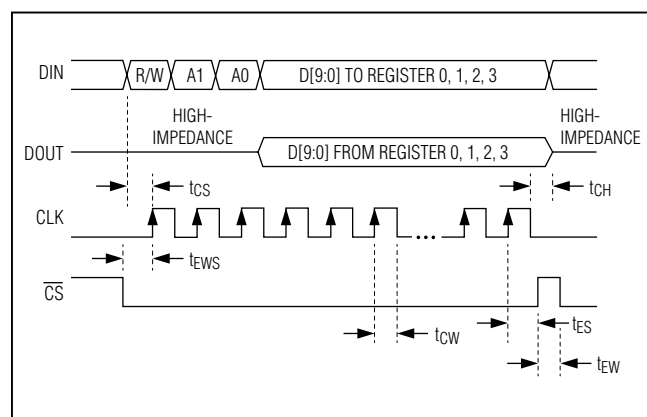 DIN R/W A1 A0 D[9:0] TO REGISTER 0, 1, 2, 3
HIGH-
IMPEDANCE
HIGH-
IMPEDANCE
DOUT D[9:0] FROM REGISTER 0, 1, 2, 3
tCS
tCH
CLK
tEWS
CS
tCW
tES
tEW